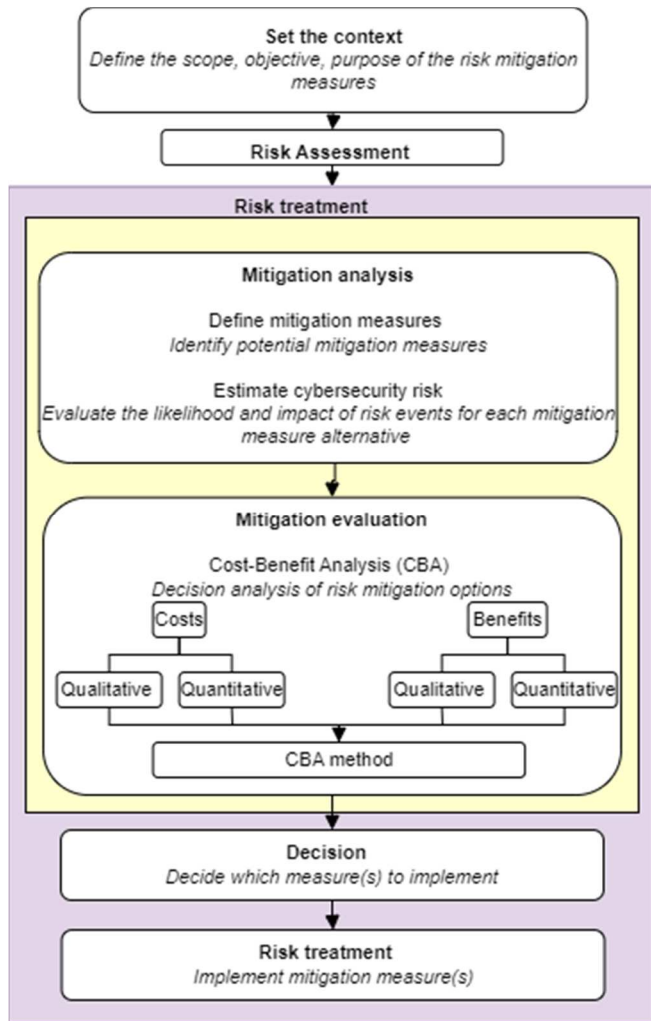 Set the context
Define the scope, objective, purpose of the risk mitigation
measures
Risk Assessment
Risk treatment
Mitigation analysis
Define mitigation measures
Identify potential mitigation measures
Estimate cybersecurity risk
Evaluate the likelihood and impact of risk events for each mitigation
measure alternative
Mitigation evaluation
Cost-Benefit Analysis (CBA)
Decision analysis of risk mitigation options
Costs
Benefits
Qualitative
Quantitative
Qualitative
Quantitative
CBA method
Decision
Decide which measure(s) to implement
Risk treatment
Implement mitigation measure(s)